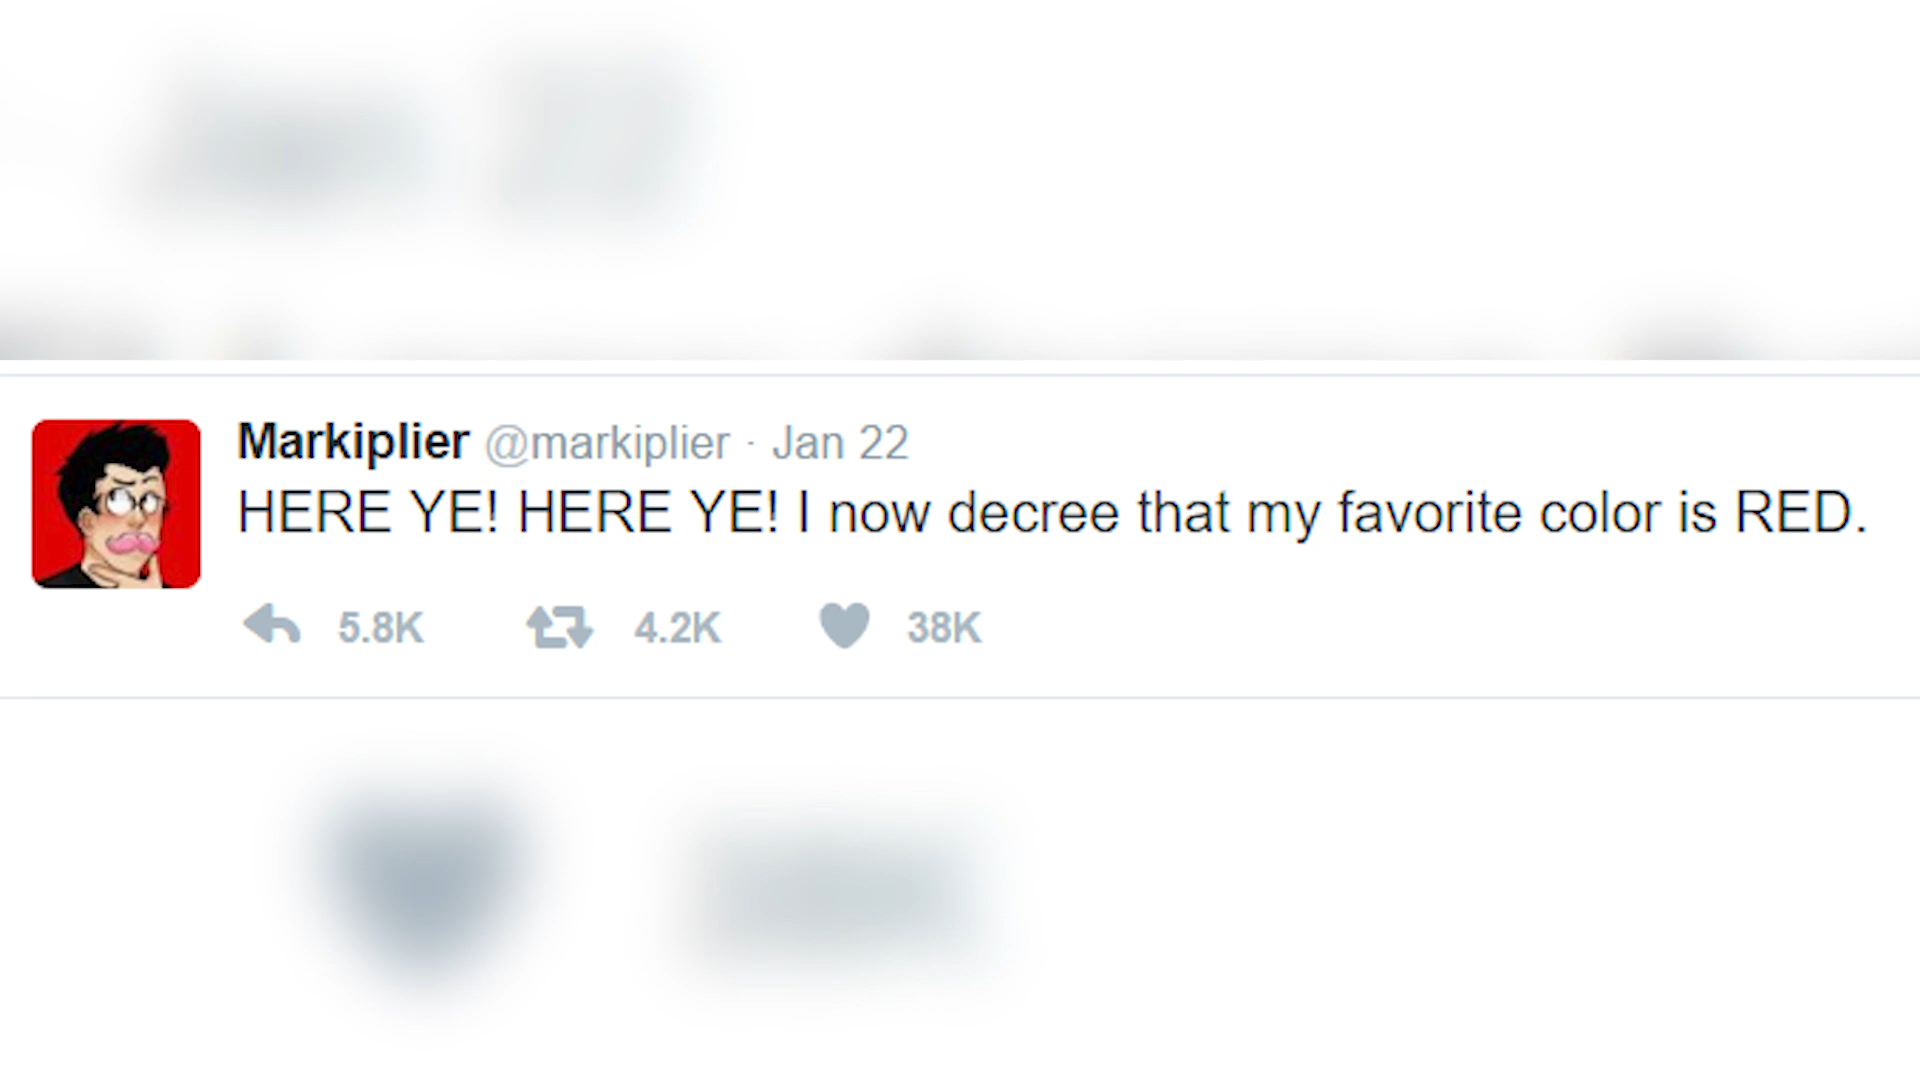 Markiplier @markiplier · Jan 22
HERE YE! HERE YE! I now decree that my favorite color is RED.
5.8K 4.2K 38K